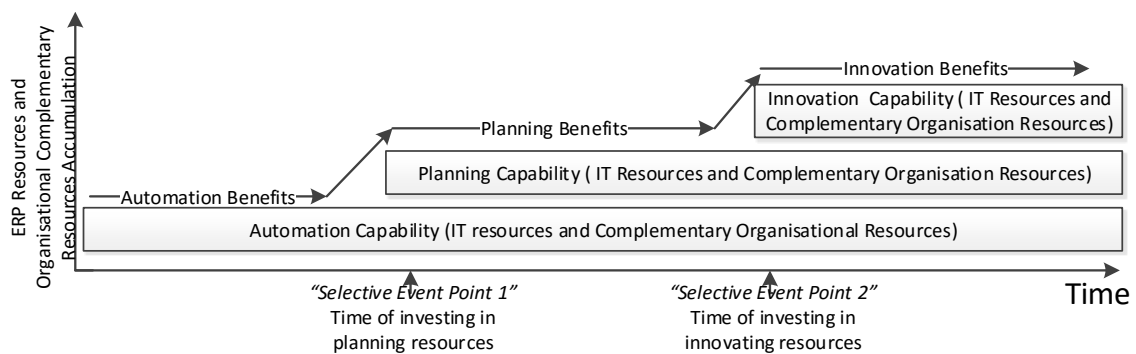 ERP Resources and
Organisational Complementary
Resources Accumulation
Innovation Benefits
Innovation Capability ( IT Resources and
Complementary Organisation Resources)
Planning Benefits
Planning Capability ( IT Resources and Complementary Organisation Resources)
Automation Benefits
Automation Capability (IT resources and Complementary Organisational Resources)
“Selective Event Point 1”
Time of investing in
planning resources
“Selective Event Point 2”
Time of investing in
innovating resources
Time